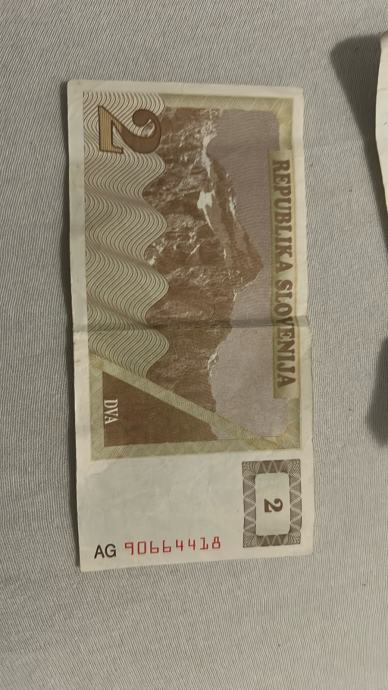 REPUBLIKA SLOVENIJA
2
DVA
2
AG 90664418